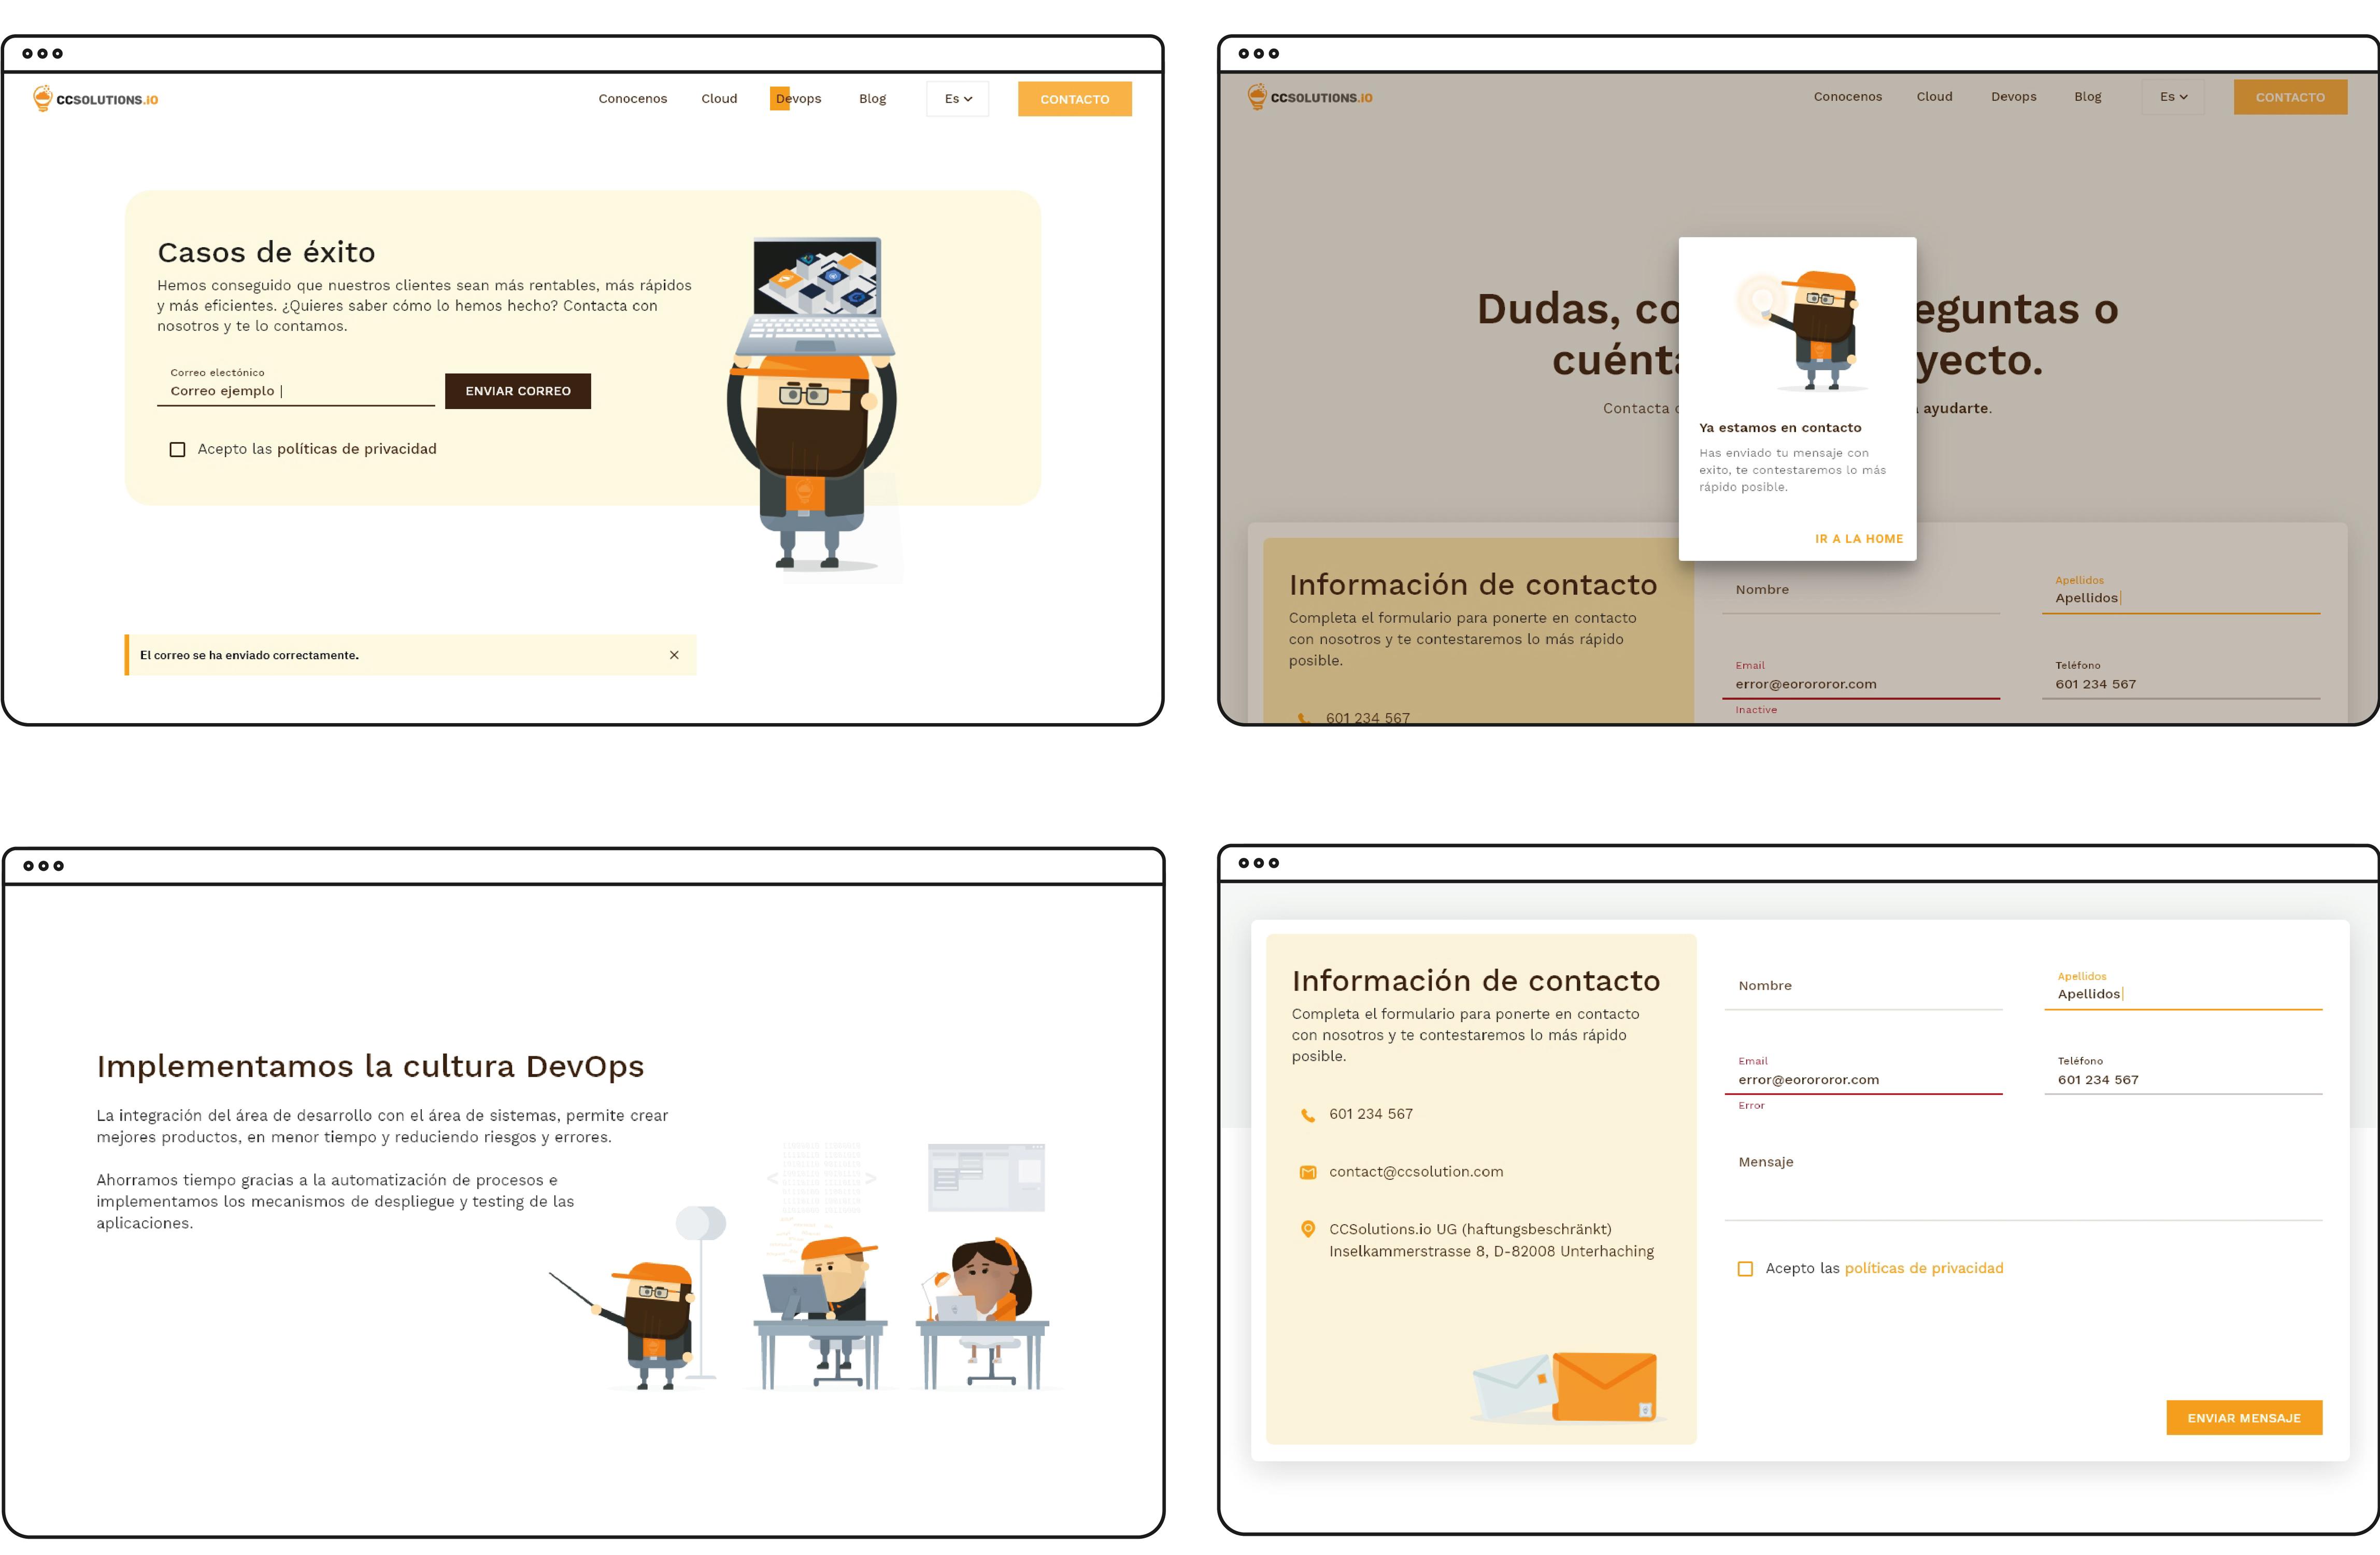 CCSOLUTIONS.IO
Conocenos
Cloud
Devops
Blog
Es
CONTACTO
Casos de éxito
Hemos conseguido que nuestros clientes sean más rentables, más rápidos
y más eficientes. ¿Quieres saber cómo lo hemos hecho? Contacta con
nosotros y te lo contamos.
Correo electónico
Correo ejemplo
ENVIAR CORREO
Acepto las políticas de privacidad
El correo se ha enviado correctamente.
CCSOLUTIONS.IO
Conocenos
Cloud
Devops
Blog
Es
CONTACTO
Dudas, co eguntas o
cuént yecto.
Contacta ayudarte.
Ya estamos en contacto
Has enviado tu mensaje con
exito, te contestaremos lo más
rápido posible.
IR A LA HOME
Información de contacto
Completa el formulario para ponerte en contacto
con nosotros y te contestaremos lo más rápido
posible.
601 234 567
Nombre
Apellidos
Apellidos
Email
error@eorororor.com
Inactive
Teléfono
601 234 567
Implementamos la cultura DevOps
La integración del área de desarrollo con el área de sistemas, permite crear
mejores productos, en menor tiempo y reduciendo riesgos y errores.
Ahorramos tiempo gracias a la automatización de procesos e
implementamos los mecanismos de despliegue y testing de las
aplicaciones.
Información de contacto
Completa el formulario para ponerte en contacto
con nosotros y te contestaremos lo más rápido
posible.
601 234 567
contact@ccsolution.com
CCSolutions.io UG (haftungsbeschränkt)
Inselkammerstrasse 8, D-82008 Unterhaching
Nombre
Apellidos
Apellidos
Email
error@eorororor.com
Error
Teléfono
601 234 567
Mensaje
Acepto las políticas de privacidad
ENVIAR MENSAJE